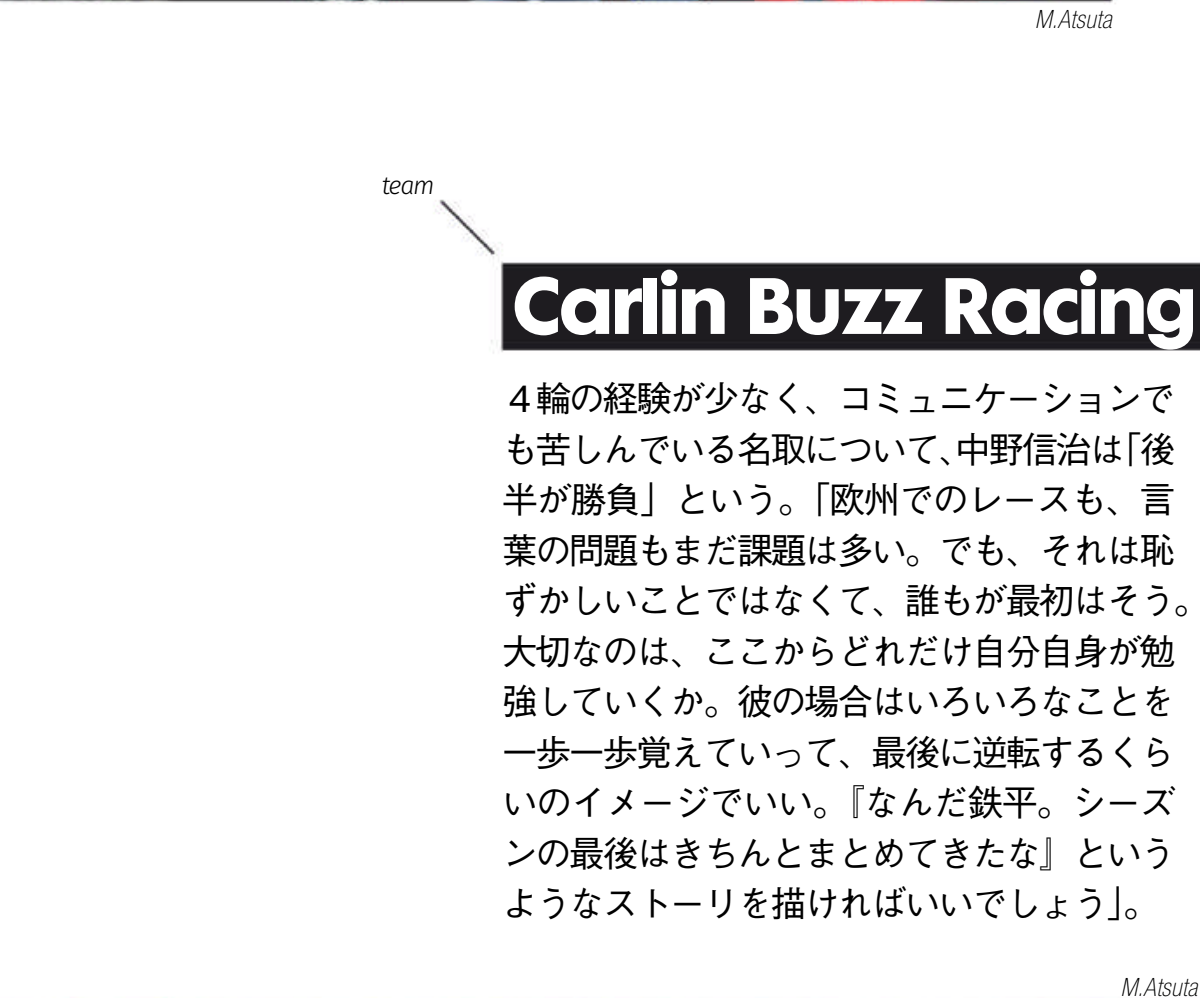 M.Atsuta
team
Carlin Buzz Racing
４輪の経験が少なく、コミュニケーションで
も苦しんでいる名取について、中野信治は「後
半が勝負」という。「欧州でのレースも、言
葉の問題もまだ課題は多い。でも、それは恥
ずかしいことではなくて、誰もが最初はそう。
大切なのは、ここからどれだけ自分自身が勉
強していくか。彼の場合はいろいろなことを
一歩一歩覚えていって、最後に逆転するくら
いのイメージでいい。『なんだ鉄平。シーズ
ンの最後はきちんとまとめてきたな』という
ようなストーリを描ければいいでしょう」。
M.Atsuta